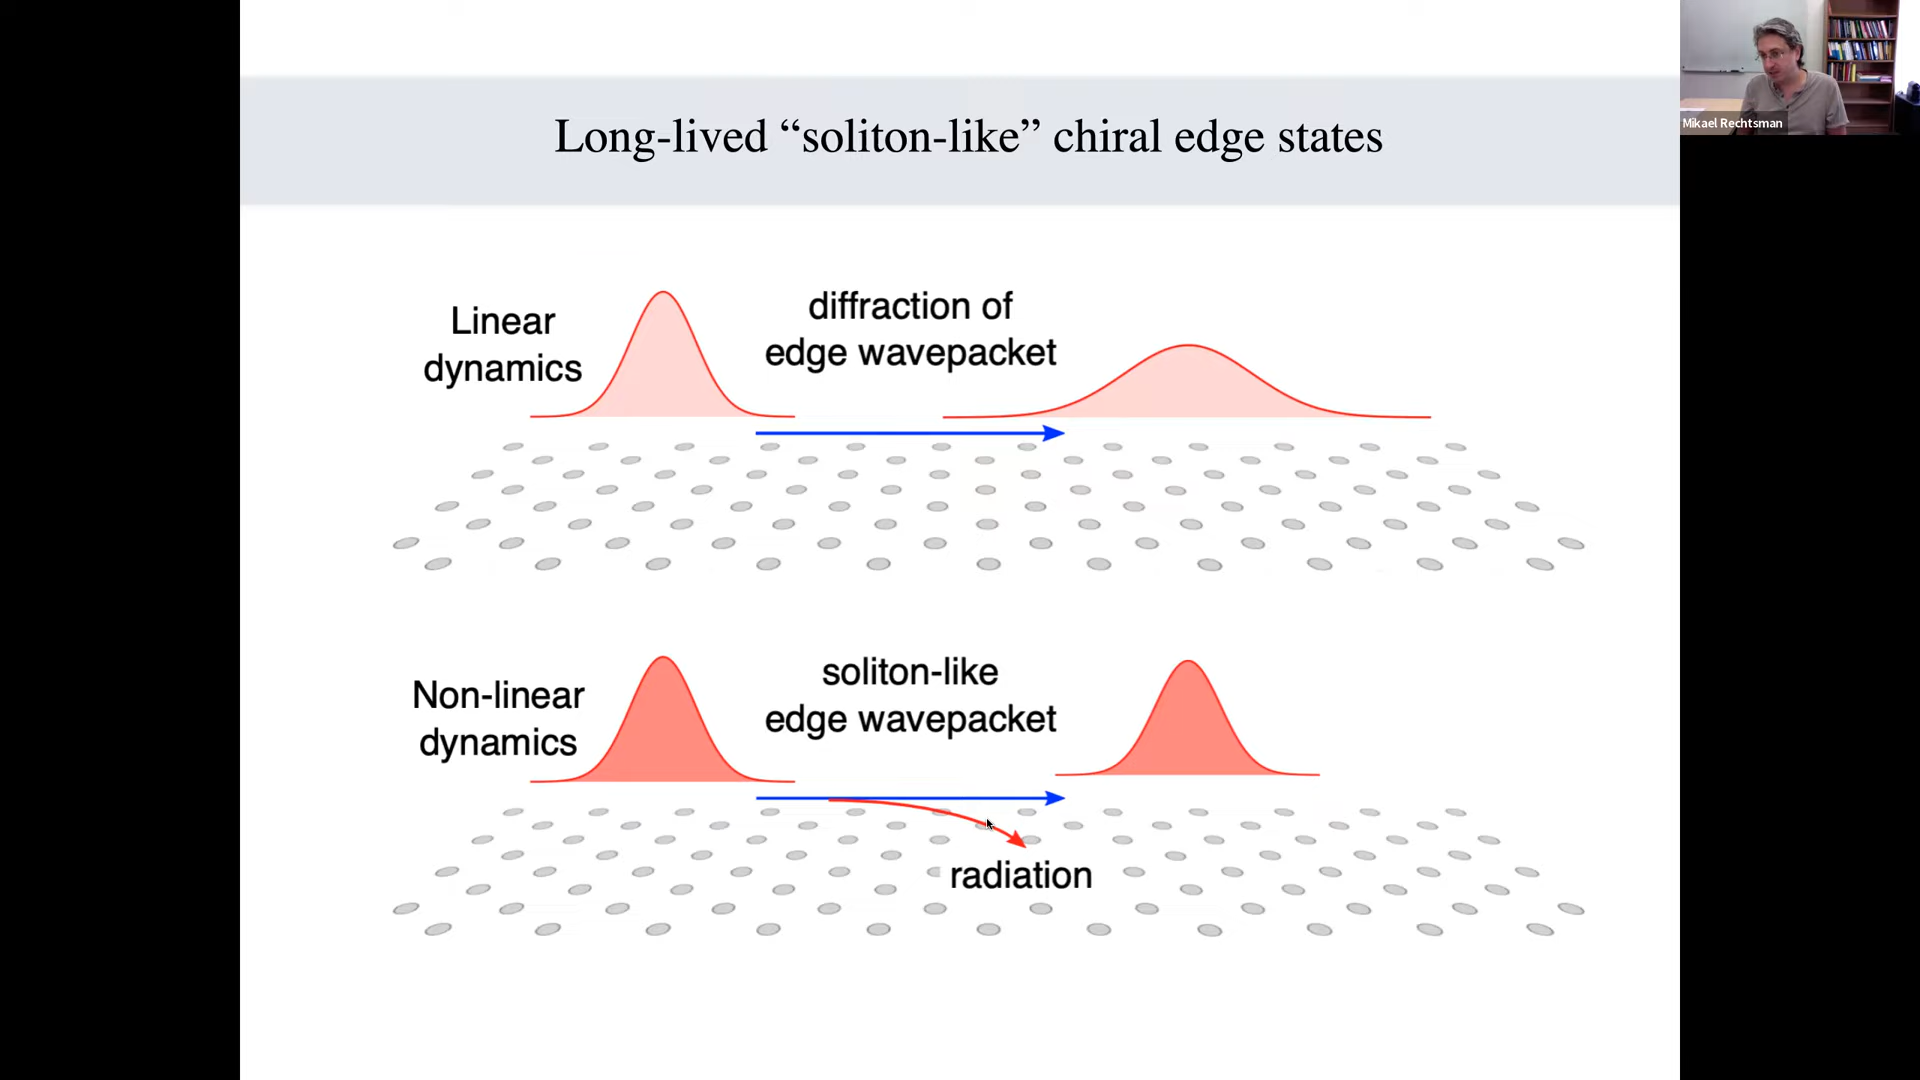 Long-lived “soliton-like” chiral edge states
Mikael Rechtsman
Linear
dynamics
diffraction of
edge wavepacket
Non-linear
dynamics
soliton-like
edge wavepacket
radiation